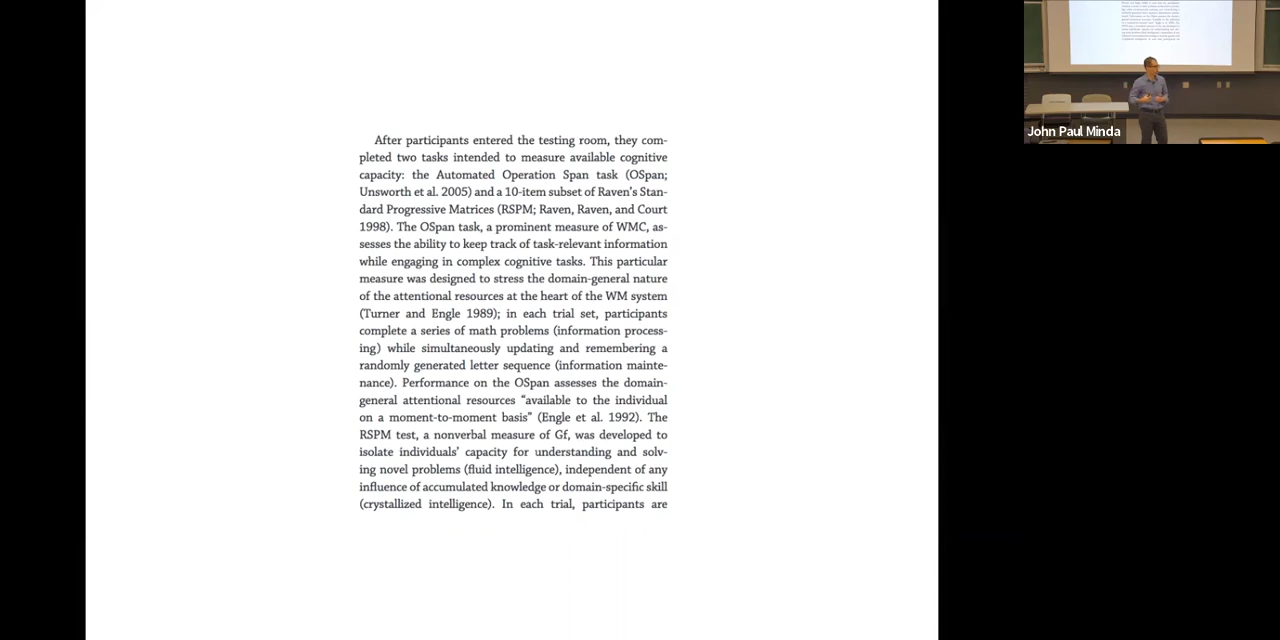 After participants entered the testing room, they com-
pleted two tasks intended to measure available cognitive
capacity: the Automated Operation Span task (OSpan;
Unsworth et al. 2005) and a 10-item subset of Raven's Stan-
dard Progressive Matrices (RSPM; Raven, Raven, and Court
1998). The OSpan task, a prominent measure of WMC, as-
sesses the ability to keep track of task-relevant information
while engaging in complex cognitive tasks. This particular
measure was designed to stress the domain-general nature
of the attentional resources at the heart of the WM system
(Turner and Engle 1989); in each trial set, participants
complete a series of math problems (information process-
ing) while simultaneously updating and remembering a
randomly generated letter sequence (information mainte-
nance). Performance on the OSpan assesses the domain-
general attentional resources “available to the individual
on a moment-to-moment basis” (Engle et al. 1992). The
RSPM test, a nonverbal measure of Gf, was developed to
isolate individuals’ capacity for understanding and solv-
ing novel problems (fluid intelligence), independent of any
influence of accumulated knowledge or domain-specific skill
(crystallized intelligence). In each trial, participants are
John Paul Minda